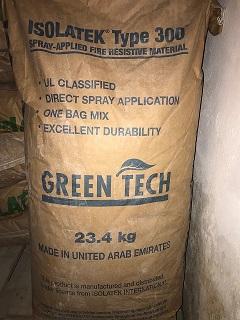 ISOLATEK® Type 300
SPRAY-APPLIED FIRE RESISTIVE MATERIAL
• UL CLASSIFIED
• DIRECT SPRAY APPLICATION
• ONE BAG MIX
• EXCELLENT DURABILITY
GREEN TECH
23.4 kg
MADE IN UNITED ARAB EMIRATES
product is manufactured and distributed
from ISOLATEK INTERNATIONAL